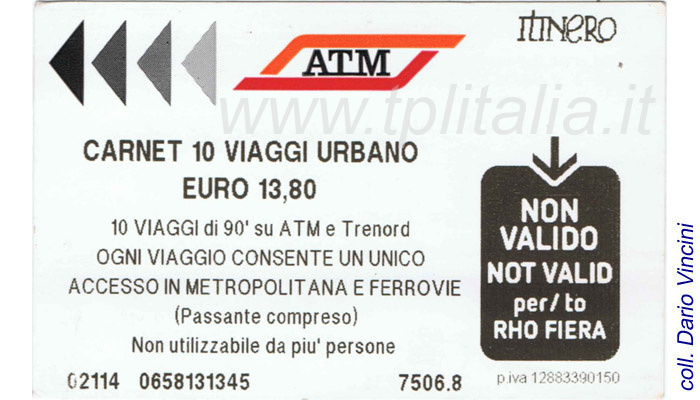 ITINERO
ATM
www.tplitalia.it
CARNET 10 VIAGGI URBANO
EURO 13,80
10 VIAGGI di 90' su ATM e Trenord
OGNI VIAGGIO CONSENTE UN UNICO
ACCESSO IN METROPOLITANA E FERROVIE
(Passante compreso)
Non utilizzabile da piu' persone
02114 0658131345 7506.8
NON
VALIDO
NOT VALID
per/to
RHO FIERA
p.iva 12883390150
coll. Dario Vincini